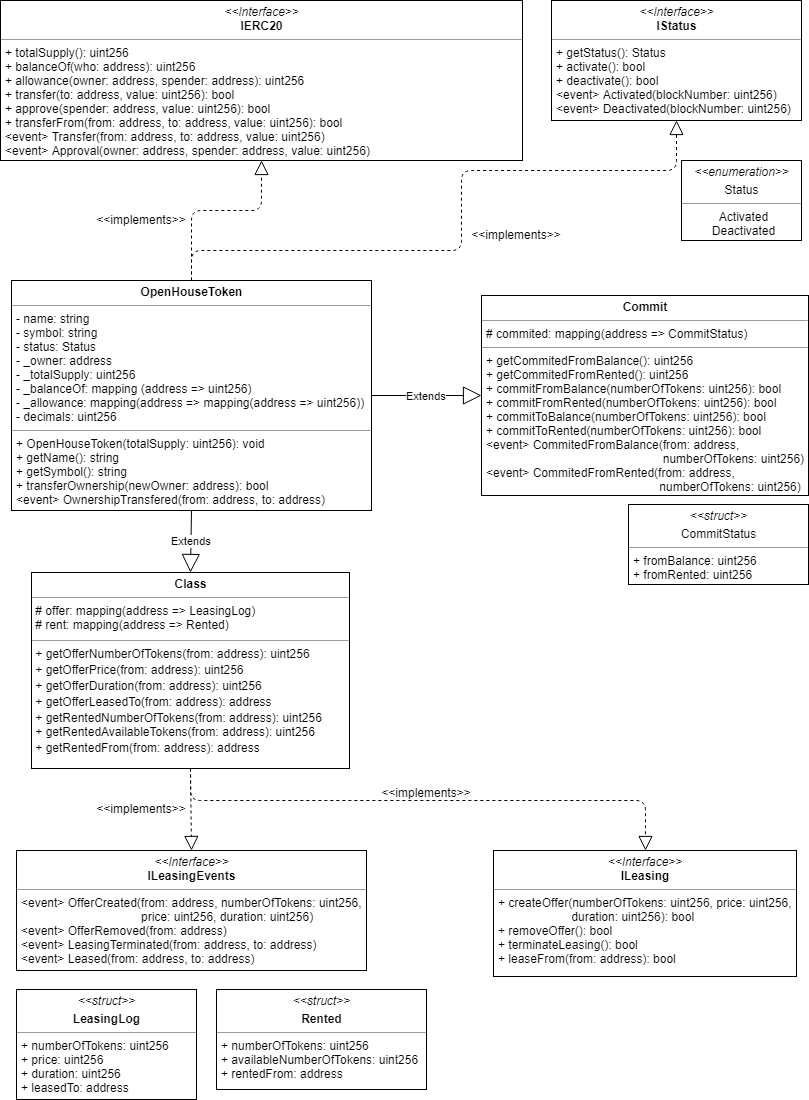 <<Interface>>
IERC20
+ totalSupply(): uint256
+ balanceOf(who: address): uint256
+ allowance(owner: address, spender: address): uint256
+ transfer(to: address, value: uint256): bool
+ approve(spender: address, value: uint256): bool
+ transferFrom(from: address, to: address, value: uint256): bool
<event> Transfer(from: address, to: address, value: uint256)
<event> Approval(owner: address, spender: address, value: uint256)
<<Interface>>
IStatus
+ getStatus(): Status
+ activate(): bool
+ deactivate(): bool
<event> Activated(blockNumber: uint256)
<event> Deactivated(blockNumber: uint256)
<<enumeration>>
Status
Activated
Deactivated
<<implements>>
<<implements>>
OpenHouseToken
- name: string
- symbol: string
- status: Status
- _owner: address
- _totalSupply: uint256
- _balanceOf: mapping (address => uint256)
- _allowance: mapping(address => mapping(address => uint256))
- decimals: uint256
+ OpenHouseToken(totalSupply: uint256): void
+ getName(): string
+ getSymbol(): string
+ transferOwnership(newOwner: address): bool
<event> OwnershipTransfered(from: address, to: address)
Extends
Commit
# commited: mapping(address => CommitStatus)
+ getCommitedFromBalance(): uint256
+ getCommitedFromRented(): uint256
+ commitFromBalance(numberOfTokens: uint256): bool
+ commitFromRented(numberOfTokens: uint256): bool
+ commitToBalance(numberOfTokens: uint256): bool
+ commitToRented(numberOfTokens: uint256): bool
<event> CommitedFromBalance(from: address,
numberOfTokens: uint256)
<event> CommitedFromRented(from: address,
numberOfTokens: uint256)
<<struct>>
CommitStatus
+ fromBalance: uint256
+ fromRented: uint256
Extends
Class
# offer: mapping(address => LeasingLog)
# rent: mapping(address => Rented)
+ getOfferNumberOfTokens(from: address): uint256
+ getOfferPrice(from: address): uint256
+ getOfferDuration(from: address): uint256
+ getOfferLeasedTo(from: address): address
+ getRentedNumberOfTokens(from: address): uint256
+ getRentedAvailableTokens(from: address): uint256
+ getRentedFrom(from: address): address
<<implements>>
<<implements>>
<<Interface>>
ILeasingEvents
<event> OfferCreated(from: address, numberOfTokens: uint256,
price: uint256, duration: uint256)
<event> OfferRemoved(from: address)
<event> LeasingTerminated(from: address, to: address)
<event> Leased(from: address, to: address)
<<Interface>>
ILeasing
+ createOffer(numberOfTokens: uint256, price: uint256,
duration: uint256): bool
+ removeOffer(): bool
+ terminateLeasing(): bool
+ leaseFrom(from: address): bool
<<struct>>
LeasingLog
+ numberOfTokens: uint256
+ price: uint256
+ duration: uint256
+ leasedTo: address
<<struct>>
Rented
+ numberOfTokens: uint256
+ availableNumberOfTokens: uint256
+ rentedFrom: address